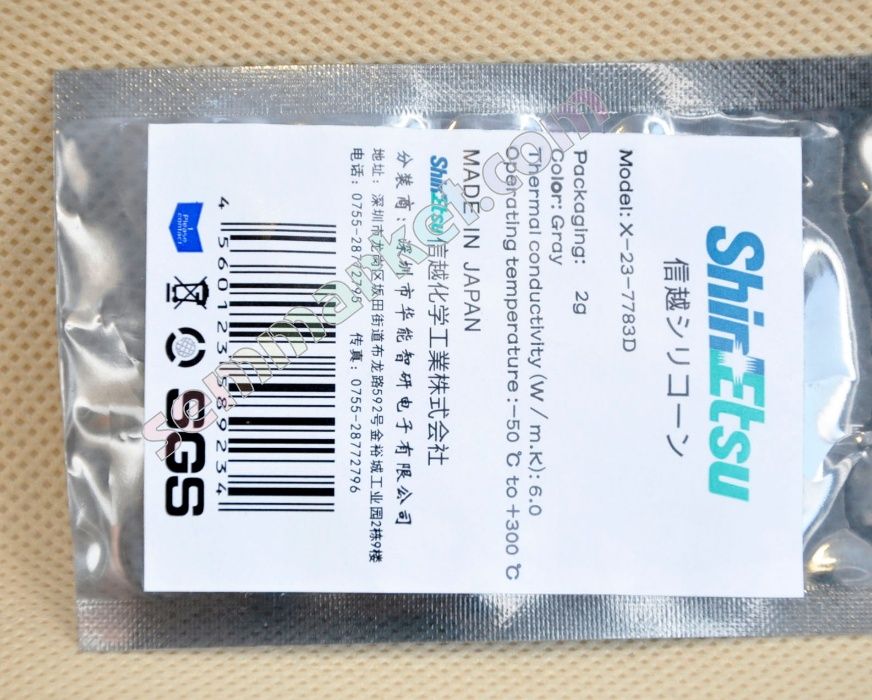 ShinEtsu
信越シリコーン
Model: X-23-7783D
Packaging: 2g
Color: Gray
Thermal conductivity (W / m.K): 6.0
Operating temperature :-50 ℃ to +300 ℃
MADE IN JAPAN
ShinEtsu 信越化学工業株式会社
分装商: 深圳市华能智研电子有限公司
地址: 深圳市龙岗区坂田街道布龙路592号金裕城工业园2栋9楼
电话: 0755-28772795 传真: 0755-28772796
4 560123 589234
1
Please
contact
SGS
semmarket.com